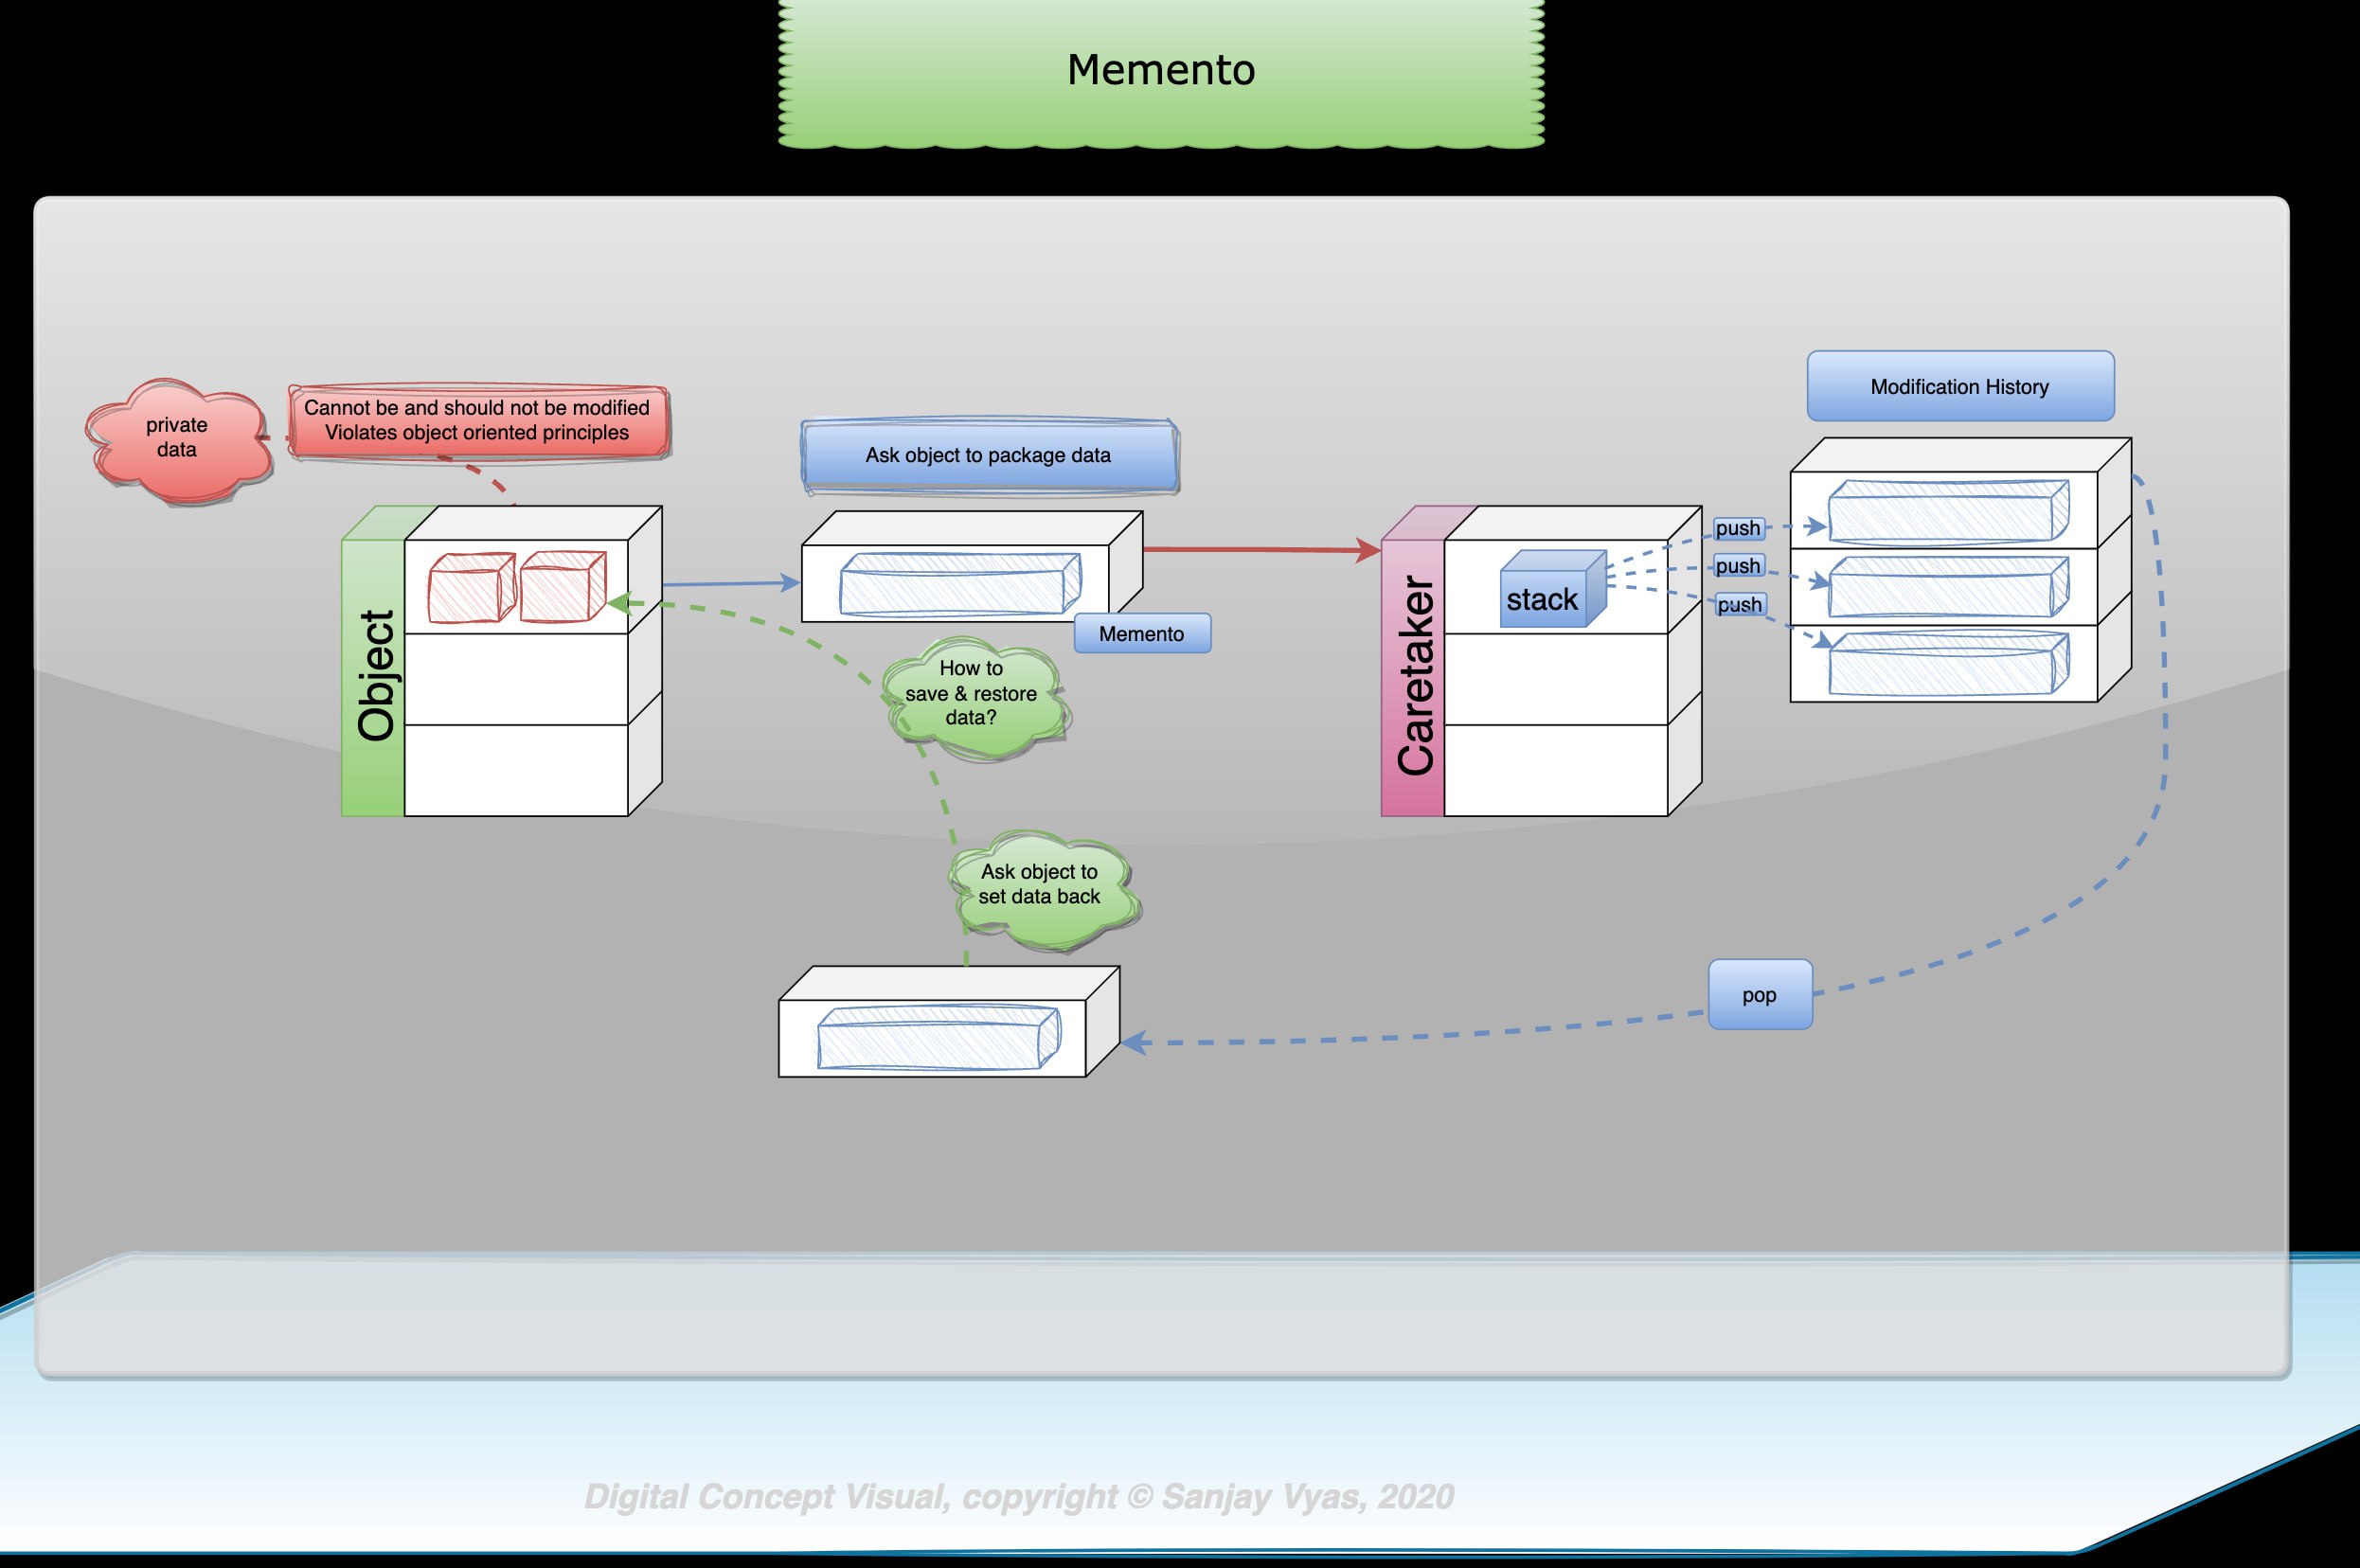 Memento
Modification History
private
data
Cannot be and should not be modified
Violates object oriented principles
Ask object to package data
Object
Memento
Caretaker
stack
push
push
push
How to
save & restore
data?
Ask object to
set data back
pop
Digital Concept Visual, copyright © Sanjay Vyas, 2020